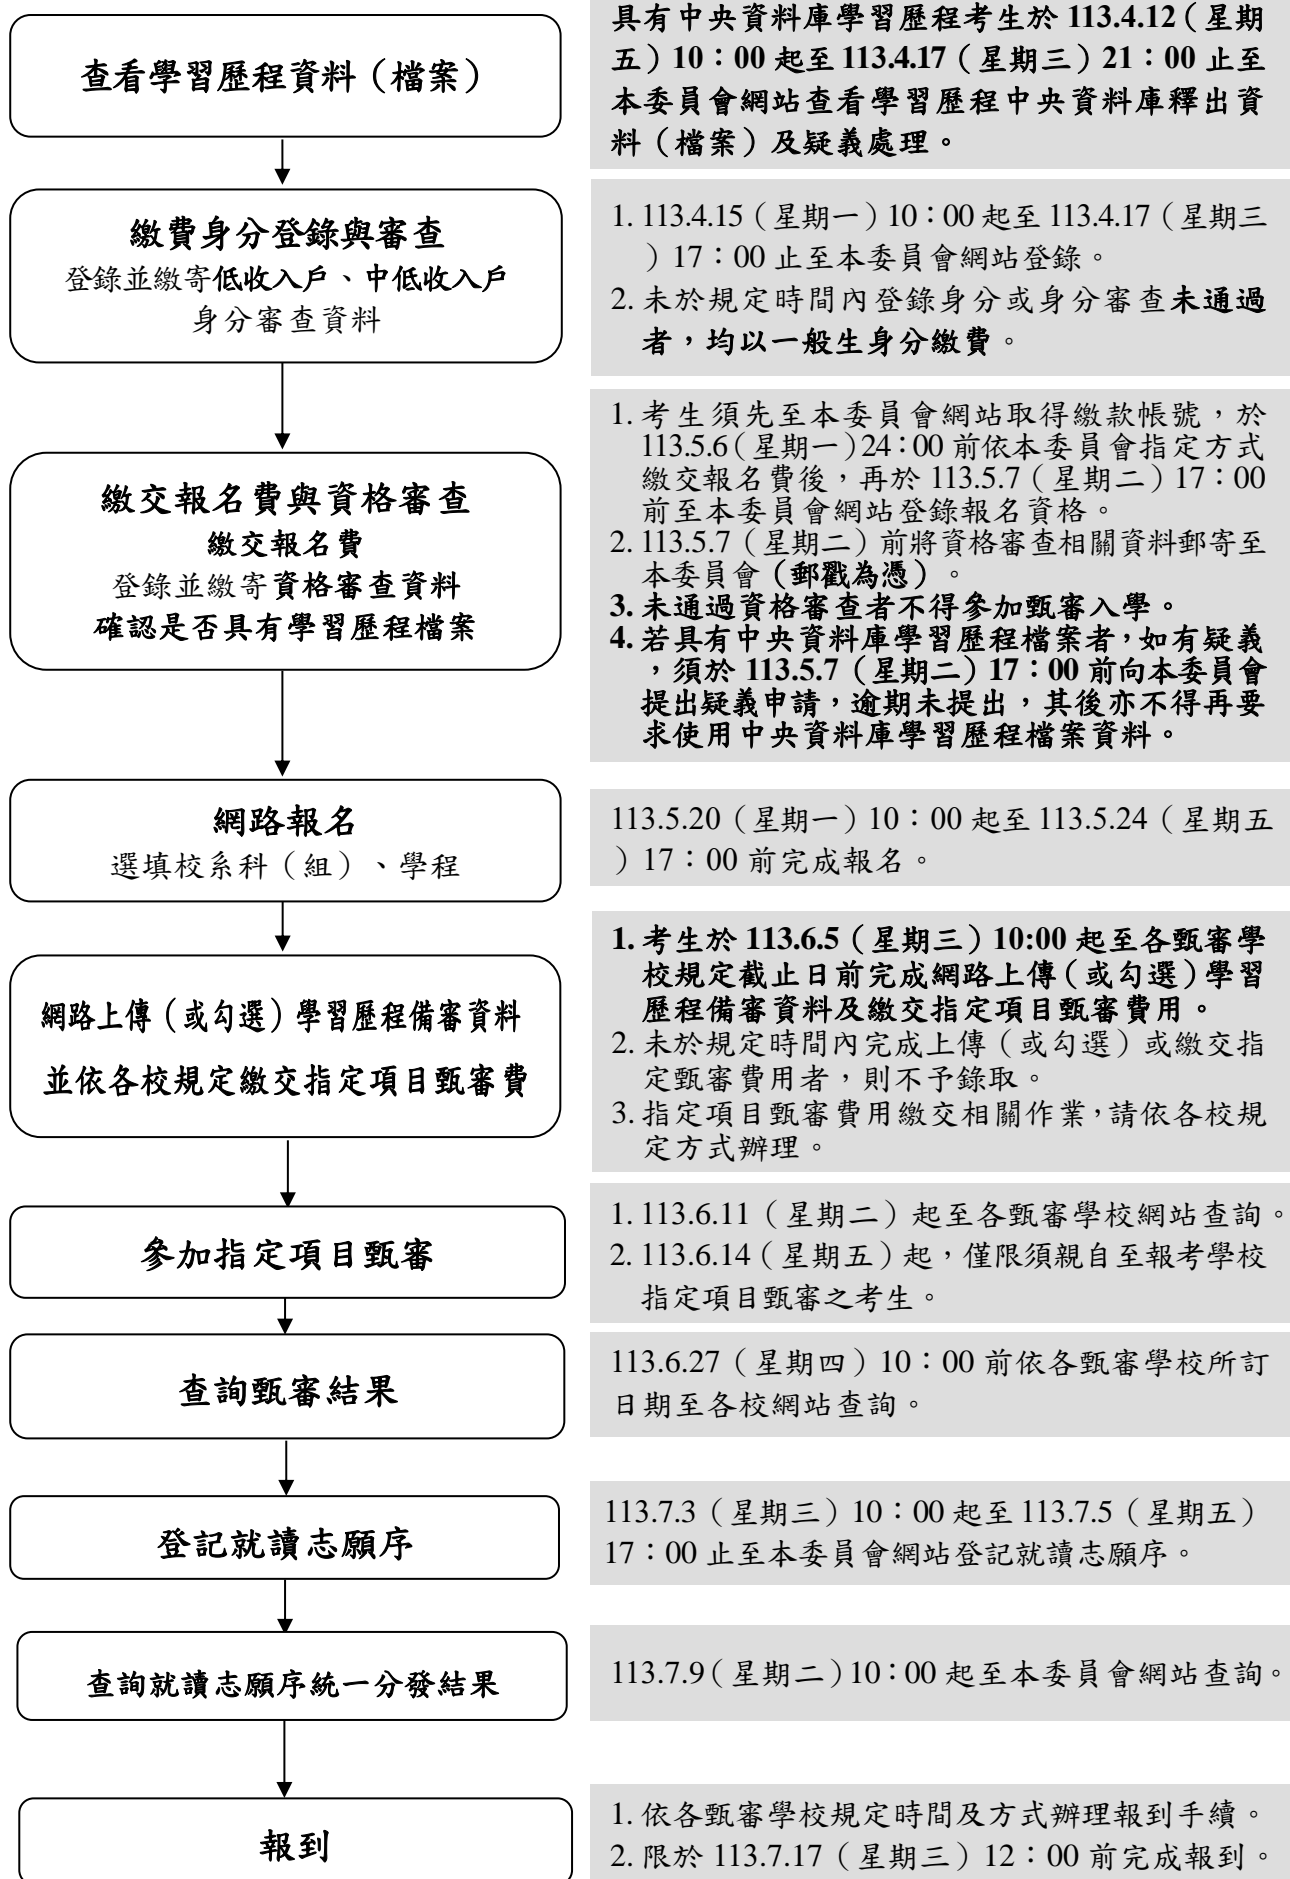 查看學習歷程資料（檔案）
具有中央資料庫學習歷程考生於 113.4.12（星期
五）10：00 起至 113.4.17（星期三）21：00 止至
本委員會網站查看學習歷程中央資料庫釋出資
料（檔案）及疑義處理。
繳費身分登錄與審查
登錄並繳寄低收入戶、中低收入戶
身分審查資料
1. 113.4.15（星期一）10：00 起至 113.4.17（星期三
）17：00 止至本委員會網站登錄。
2. 未於規定時間內登錄身分或身分審查未通過
者，均以一般生身分繳費。
繳交報名費與資格審查
繳交報名費
登錄並繳寄資格審查資料
確認是否具有學習歷程檔案
1. 考生須先至本委員會網站取得繳款帳號，於
113.5.6（星期一）24：00 前依本委員會指定方式
繳交報名費後，再於 113.5.7（星期二）17：00
前至本委員會網站登錄報名資格。
2. 113.5.7（星期二）前將資格審查相關資料郵寄至
本委員會（郵戳為憑）。
3. 未通過資格審查者不得參加甄審入學。
4. 若具有中央資料庫學習歷程檔案者，如有疑義
，須於 113.5.7（星期二）17：00 前向本委員會
提出疑義申請，逾期未提出，其後亦不得再要
求使用中央資料庫學習歷程檔案資料。
網路報名
選填校系科（組）、學程
113.5.20（星期一）10：00 起至 113.5.24（星期五
）17：00 前完成報名。
網路上傳（或勾選）學習歷程備審資料
並依各校規定繳交指定項目甄審費
1. 考生於 113.6.5（星期三）10:00 起至各甄審學
校規定截止日前完成網路上傳（或勾選）學習
歷程備審資料及繳交指定項目甄審費用。
2. 未於規定時間內完成上傳（或勾選）或繳交指
定甄審費用者，則不予錄取。
3. 指定項目甄審費用繳交相關作業，請依各校規
定方式辦理。
參加指定項目甄審
1. 113.6.11（星期二）起至各甄審學校網站查詢。
2. 113.6.14（星期五）起，僅限須親自至報考學校
指定項目甄審之考生。
查詢甄審結果
113.6.27（星期四）10：00 前依各甄審學校所訂
日期至各校網站查詢。
登記就讀志願序
113.7.3（星期三）10：00 起至 113.7.5（星期五）
17：00 止至本委員會網站登記就讀志願序。
查詢就讀志願序統一分發結果
113.7.9（星期二）10：00 起至本委員會網站查詢。
報到
1. 依各甄審學校規定時間及方式辦理報到手續。
2. 限於 113.7.17（星期三）12：00 前完成報到。